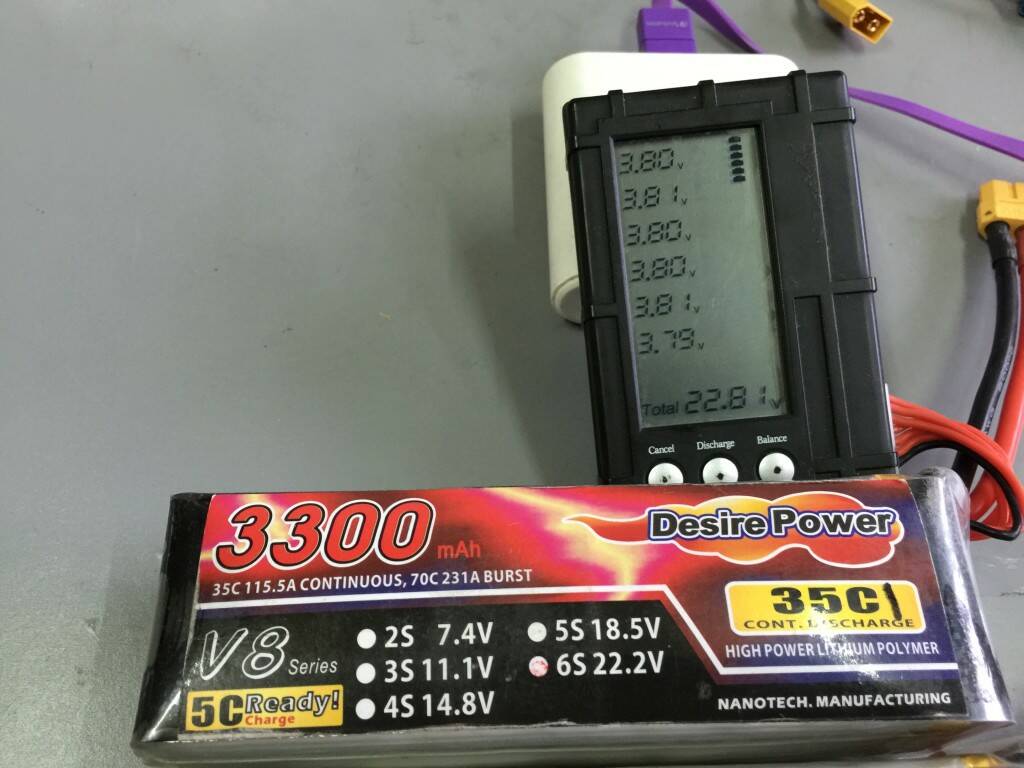 3.80v
3.81v
3.80v
3.80v
3.81v
3.79v
Total 22.81v
Cancel Discharge Balance
3300 mAh
Desire Power
35C 115.5A CONTINUOUS, 70C 231A BURST
35C
CONT. DISCHARGE
V8 Series
2S 7.4V
5S 18.5V
3S 11.1V
6S 22.2V
4S 14.8V
HIGH POWER LITHIUM POLYMER
5C Ready!
Charge
NANOTECH. MANUFACTURING